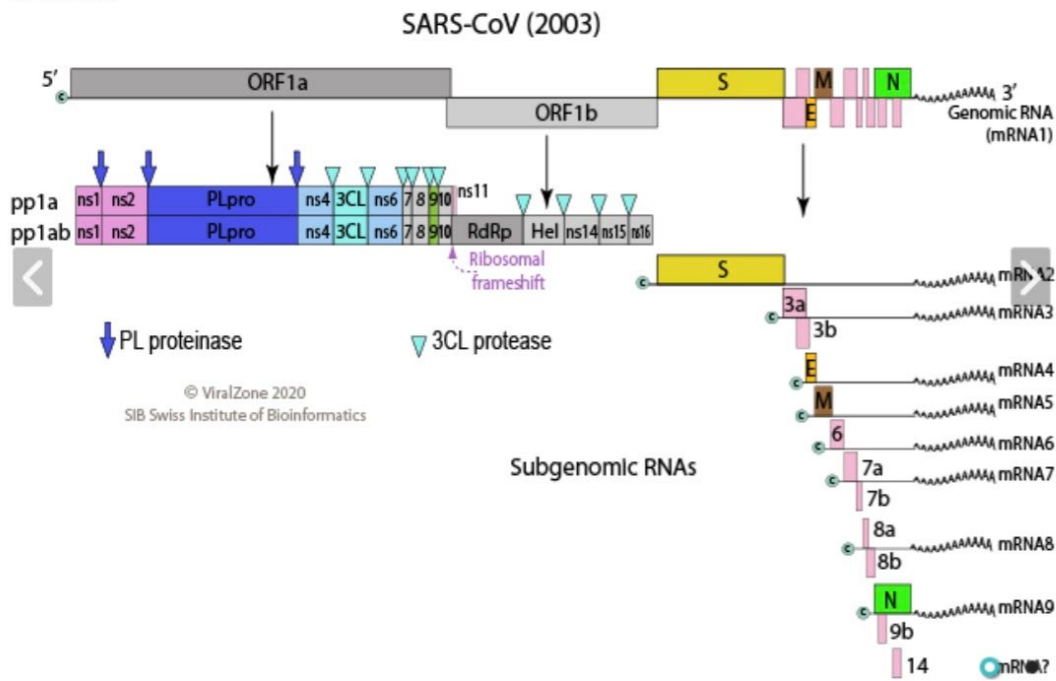 SARS-CoV (2003)
5′ ORF1a S M N 3′
c ORF1b E Genomic RNA
(mRNA1)
pp1a ns1 ns2 PLpro ns4 3CL ns6 7 8 9 10 ns11
pp1ab ns1 ns2 PLpro ns4 3CL ns6 7 8 9 10 RdRp Hel ns14 ns15 ns16
Ribosomal
frameshift
c S mRNA2
c 3a mRNA3
3b
PL proteinase 3CL protease
c E mRNA4
© ViralZone 2020
SIB Swiss Institute of Bioinformatics
c M mRNA5
c 6 mRNA6
Subgenomic RNAs
c 7a mRNA7
7b
8a
c mRNA8
8b
c N mRNA9
9b
14 mRNA?